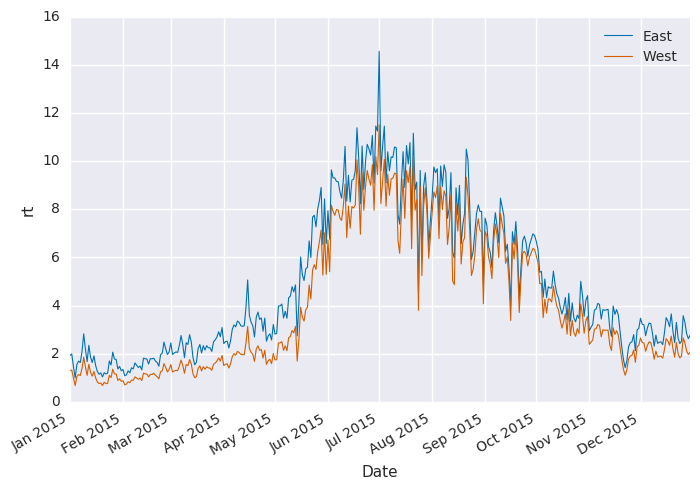 16
14
12
10
8
6
4
2
0
rt
East
West
Jan 2015
Feb 2015
Mar 2015
Apr 2015
May 2015
Jun 2015
Jul 2015
Aug 2015
Sep 2015
Oct 2015
Nov 2015
Dec 2015
Date